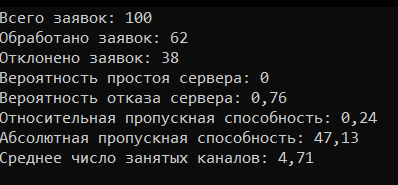 Всего заявок: 100
Обработано заявок: 62
Отклонено заявок: 38
Вероятность простоя сервера: 0
Вероятность отказа сервера: 0,76
Относительная пропускная способность: 0,24
Абсолютная пропускная способность: 47,13
Среднее число занятых каналов: 4,71